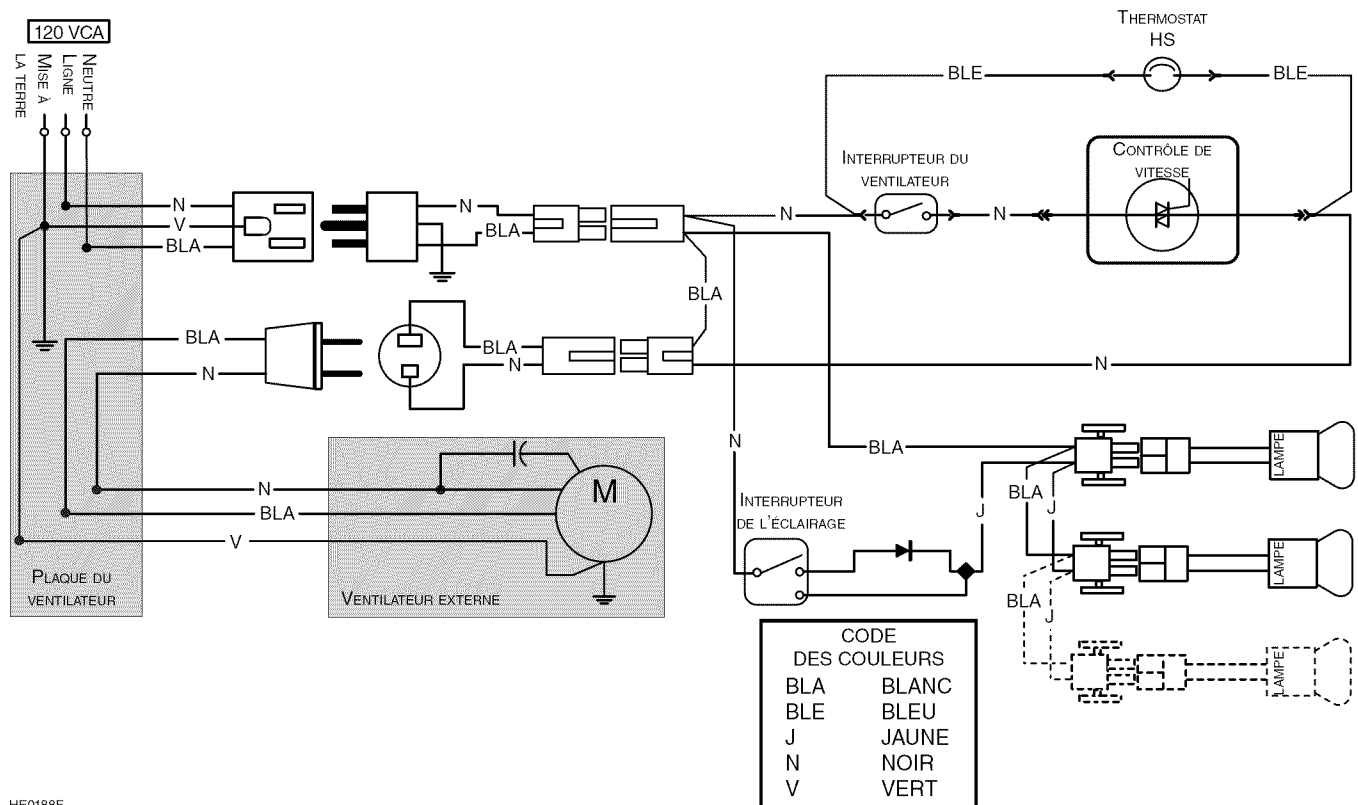 120 VCA
NEUTRE
LIGNE
MISE À
LA TERRE
THERMOSTAT
HS
BLE
BLE
INTERRUPTEUR DU
VENTILATEUR
CONTRÔLE DE
VITESSE
N
V
BLA
N
BLA
N
N
BLA
BLA
N
BLA
N
N
N
BLA
LAMPE
N
BLA
V
M
INTERRUPTEUR
DE L'ÉCLAIRAGE
J
BLA
J
LAMPE
BLA
J
LAMPE
PLAQUE DU
VENTILATEUR
VENTILATEUR EXTERNE
CODE
DES COULEURS
BLA BLANC
BLE BLEU
J JAUNE
N NOIR
V VERT